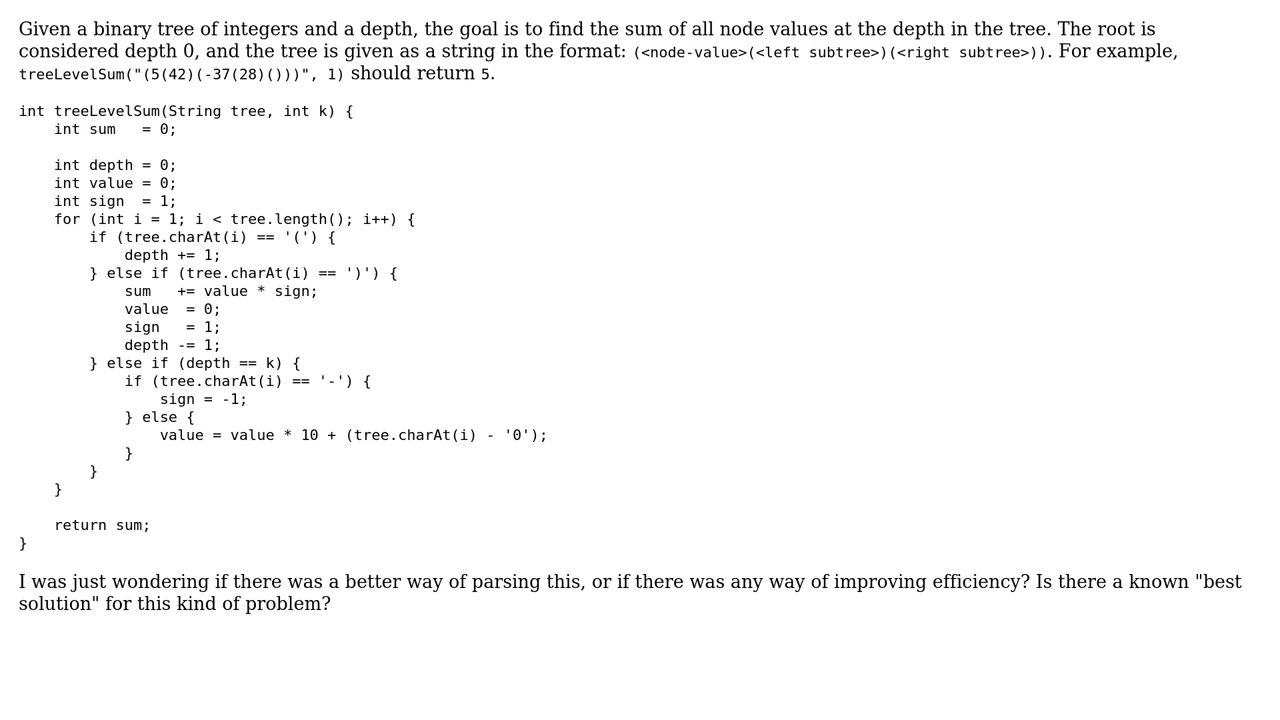 Given a binary tree of integers and a depth, the goal is to find the sum of all node values at the depth in the tree. The root is
considered depth 0, and the tree is given as a string in the format: (<node-value>(<left subtree>)(<right subtree>)). For example,
treeLevelSum("(5(42)(-37(28)()))", 1) should return 5.
int treeLevelSum(String tree, int k) {
    int sum   = 0;

    int depth = 0;
    int value = 0;
    int sign  = 1;
    for (int i = 1; i < tree.length(); i++) {
        if (tree.charAt(i) == '(') {
            depth += 1;
        } else if (tree.charAt(i) == ')') {
            sum   += value * sign;
            value  = 0;
            sign   = 1;
            depth -= 1;
        } else if (depth == k) {
            if (tree.charAt(i) == '-') {
                sign = -1;
            } else {
                value = value * 10 + (tree.charAt(i) - '0');
            }
        }
    }

    return sum;
}
I was just wondering if there was a better way of parsing this, or if there was any way of improving efficiency? Is there a known "best
solution" for this kind of problem?